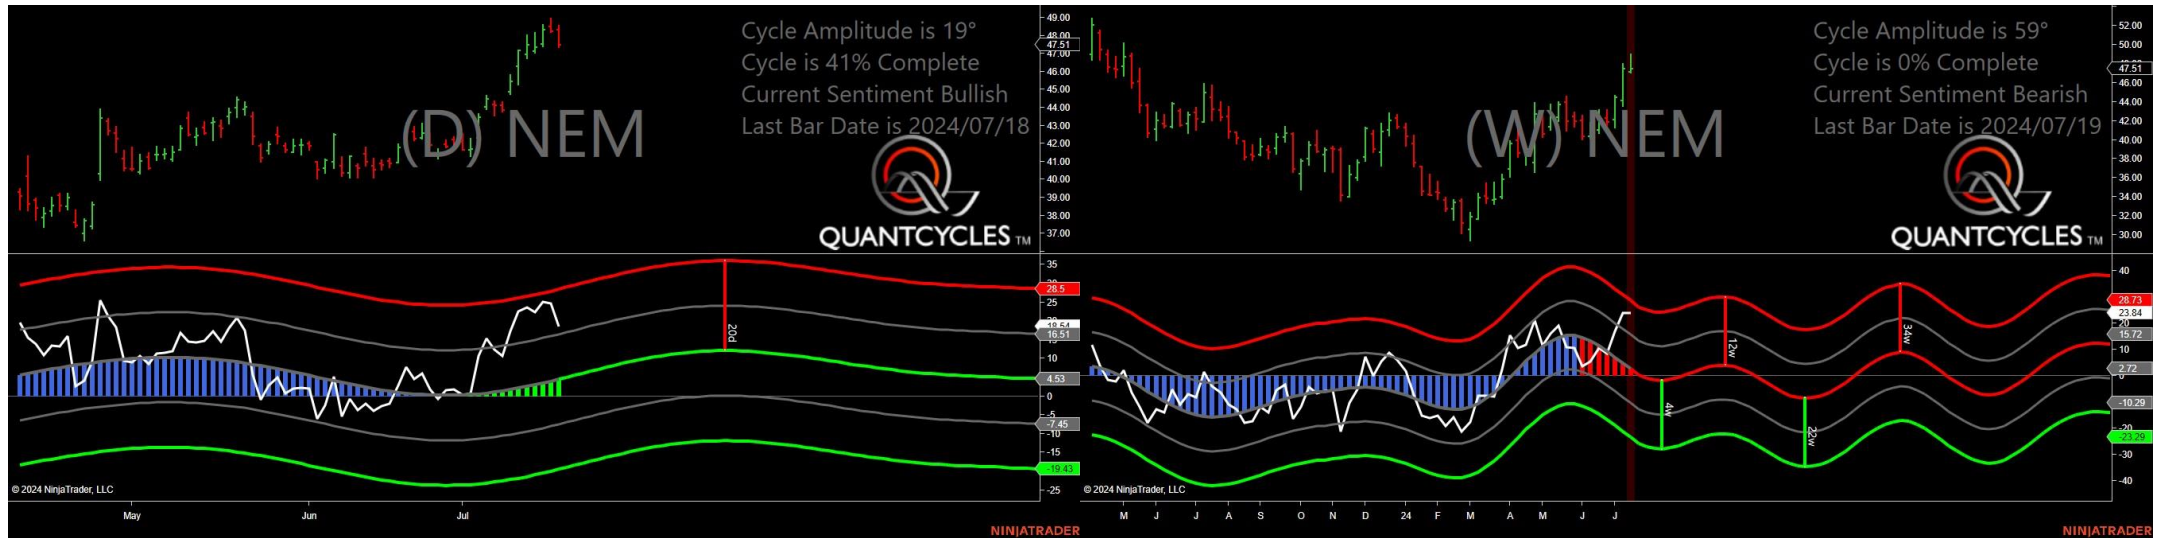 Cycle Amplitude is 19°
Cycle is 41% Complete
Current Sentiment Bullish
Last Bar Date is 2024/07/18
(D) NEM
QUANTCYCLES TM
49.00
48.00
47.51
47.00
46.00
45.00
44.00
43.00
42.00
41.00
40.00
39.00
38.00
37.00
35
28.5
25
18.54
16.51
10
4.53
0
-5
-7.45
-10
-15
-19.43
-25
20d
© 2024 NinjaTrader, LLC
May Jun Jul
NINJATRADER
Cycle Amplitude is 59°
Cycle is 0% Complete
Current Sentiment Bearish
Last Bar Date is 2024/07/19
(W) NEM
QUANTCYCLES TM
52.00
50.00
47.51
46.00
44.00
42.00
40.00
38.00
36.00
34.00
32.00
30.00
40
28.73
23.84
20
15.72
10
2.72
0
-10.29
-20
-23.29
-30
-40
4w
12w
22w
34w
© 2024 NinjaTrader, LLC
M J J A S O N D 24 F M A M J J
NINJATRADER